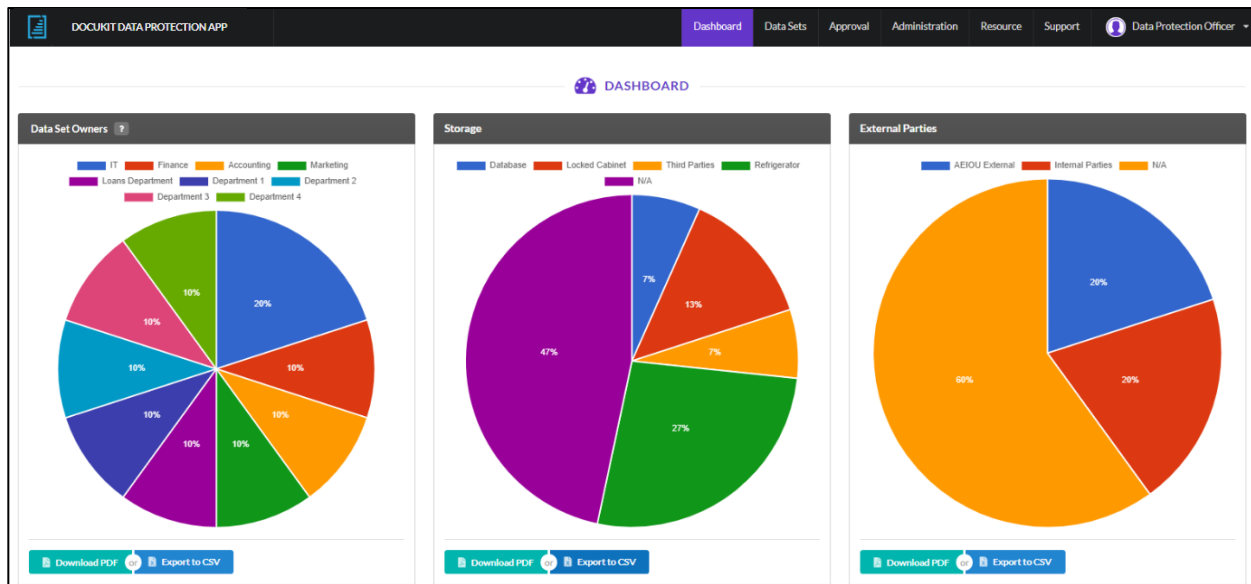 DOCUKIT DATA PROTECTION APP
Dashboard Data Sets Approval Administration Resource Support Data Protection Officer
DASHBOARD
Data Set Owners ?
IT Finance Accounting Marketing
Loans Department Department 1 Department 2
Department 3 Department 4
20%
10%
10%
10%
10%
10%
10%
10%
10%
Download PDF or Export to CSV
Storage
Database Locked Cabinet Third Parties Refrigerator
N/A
7%
13%
7%
27%
47%
Download PDF or Export to CSV
External Parties
AEIOU External Internal Parties N/A
20%
20%
60%
Download PDF or Export to CSV